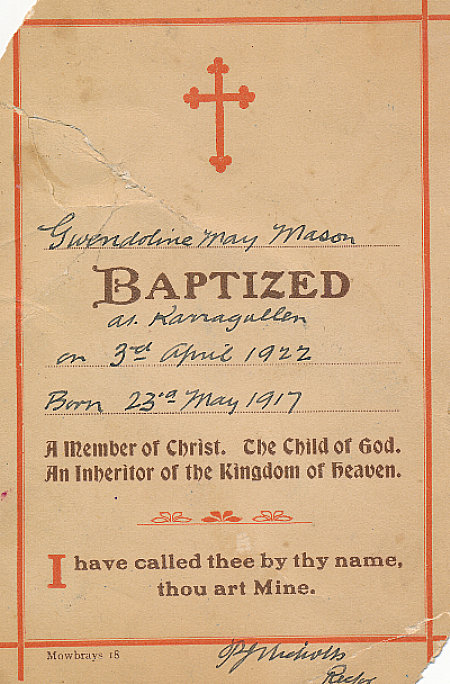 Gwendoline May Mason
BAPTIZED
at Karragullen
on 3rd April 1922
Born 23rd May 1917
A Member of Christ. The Child of God.
An Inheritor of the Kingdom of Heaven.
I have called thee by thy name,
thou art Mine.
Mowbrays 18
Nicholls
Rector